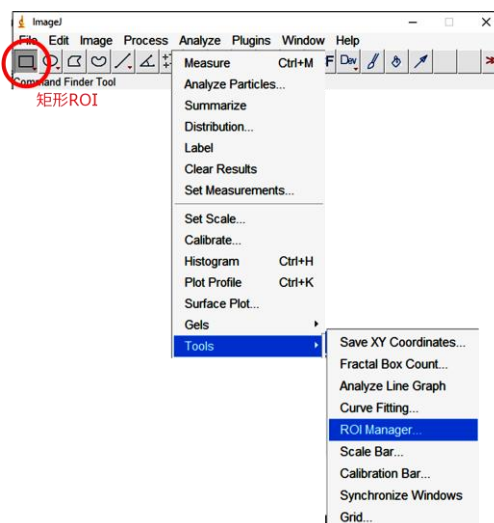 ImageJ
File Edit Image Process Analyze Plugins Window Help
Dev
Command Finder Tool
矩形ROI
Measure Ctrl+M
Analyze Particles...
Summarize
Distribution...
Label
Clear Results
Set Measurements...
Set Scale...
Calibrate...
Histogram Ctrl+H
Plot Profile Ctrl+K
Surface Plot...
Gels
Tools
Save XY Coordinates...
Fractal Box Count...
Analyze Line Graph
Curve Fitting...
ROI Manager...
Scale Bar...
Calibration Bar...
Synchronize Windows
Grid...